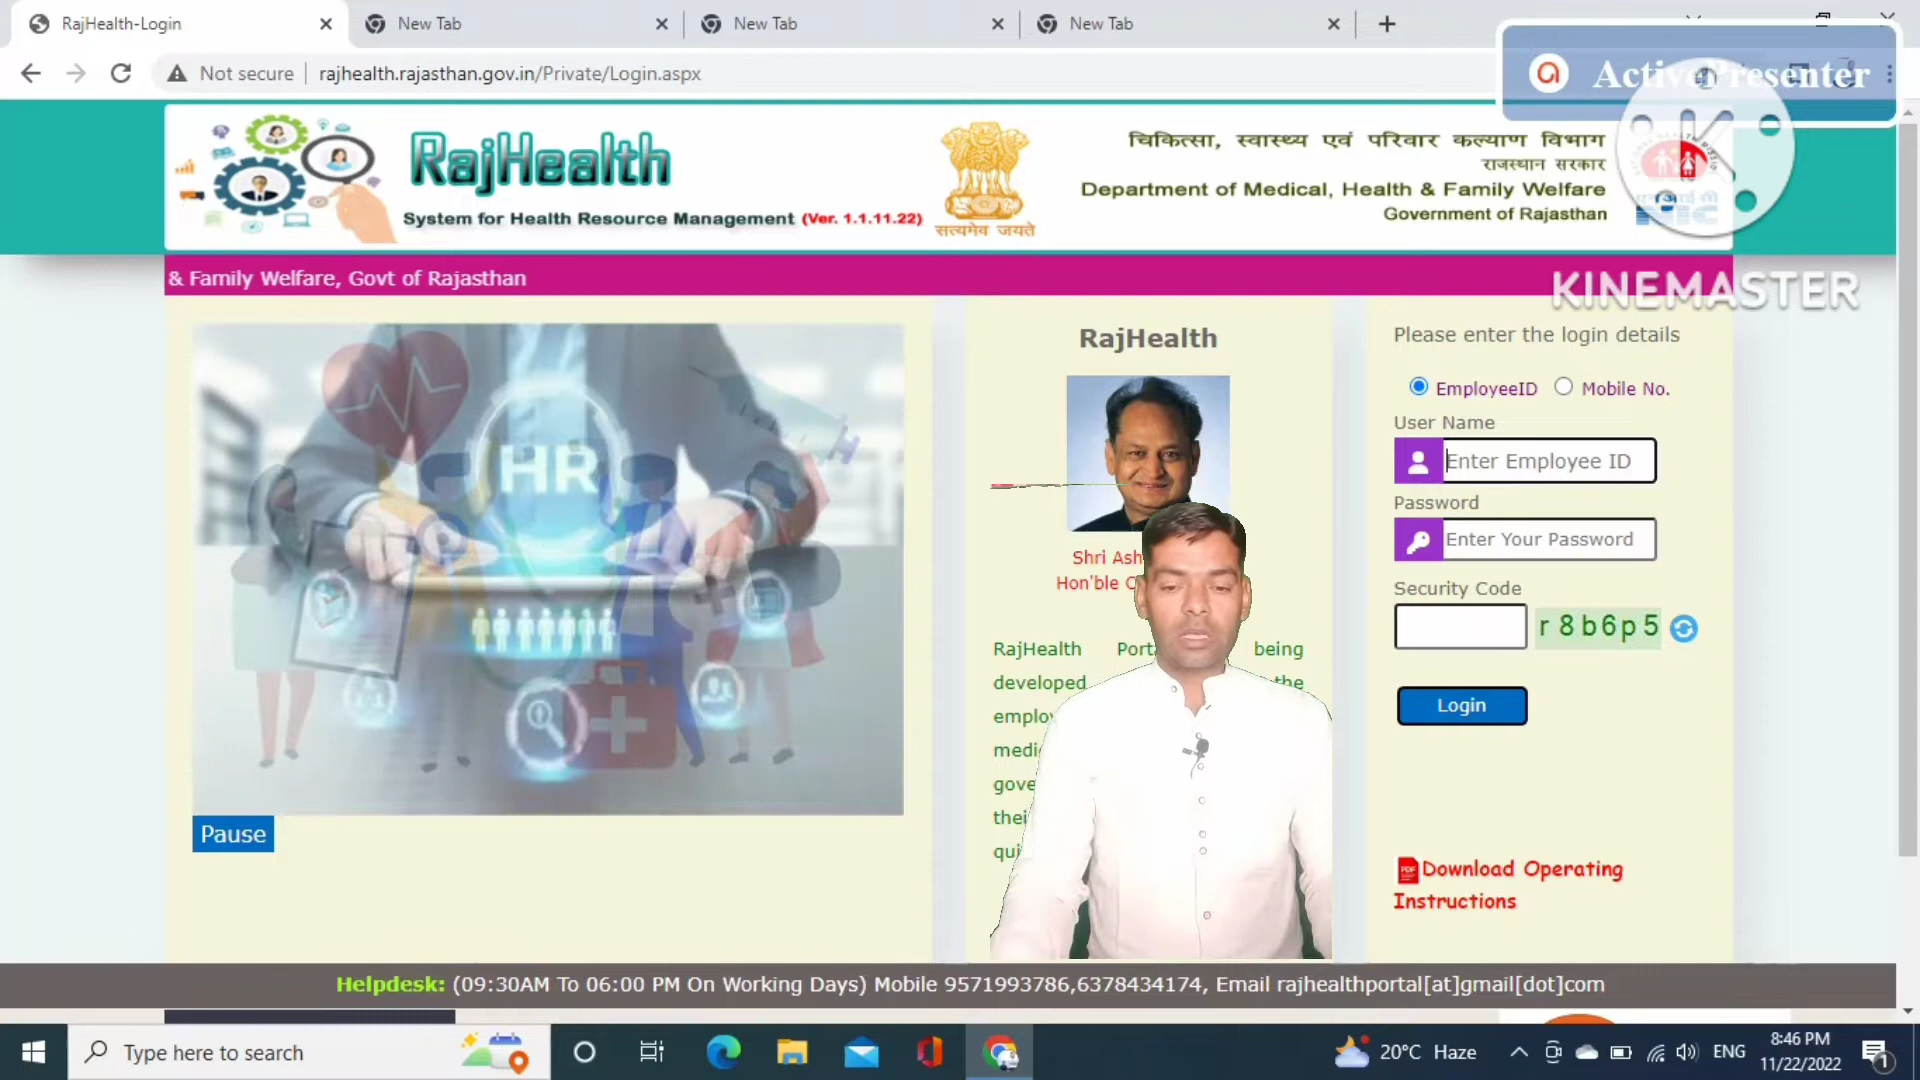 RajHealth-Login
New Tab
New Tab
New Tab
Not secure
rajhealth.rajasthan.gov.in/Private/Login.aspx
ActivePresenter
RajHealth
System for Health Resource Management (Ver. 1.1.11.22)
सत्यमेव जयते
चिकित्सा, स्वास्थ्य एवं परिवार कल्याण विभाग
राजस्थान सरकार
Department of Medical, Health & Family Welfare
Government of Rajasthan
& Family Welfare, Govt of Rajasthan
KINEMASTER
HR
Pause
RajHealth
Shri
Hon'ble
RajHealth being
developed the
Please enter the login details
EmployeeID Mobile No.
User Name
Enter Employee ID
Password
Enter Your Password
Security Code
r8b6p5
Login
Download Operating
Instructions
Helpdesk: (09:30AM To 06:00 PM On Working Days) Mobile 9571993786,6378434174, Email rajhealthportal[at]gmail[dot]com
Type here to search
20°C Haze
ENG
8:46 PM
11/22/2022
1